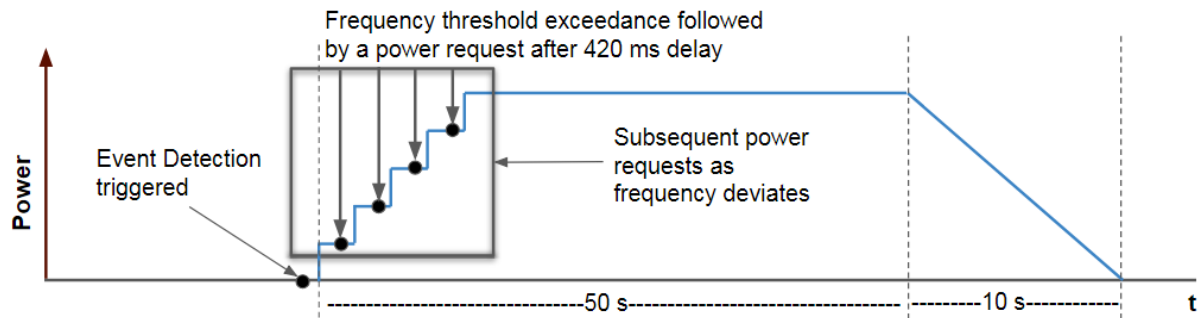 Frequency threshold exceedance followed
by a power request after 420 ms delay
Event Detection
triggered
Subsequent power
requests as
frequency deviates
Power
50 s
10 s
t